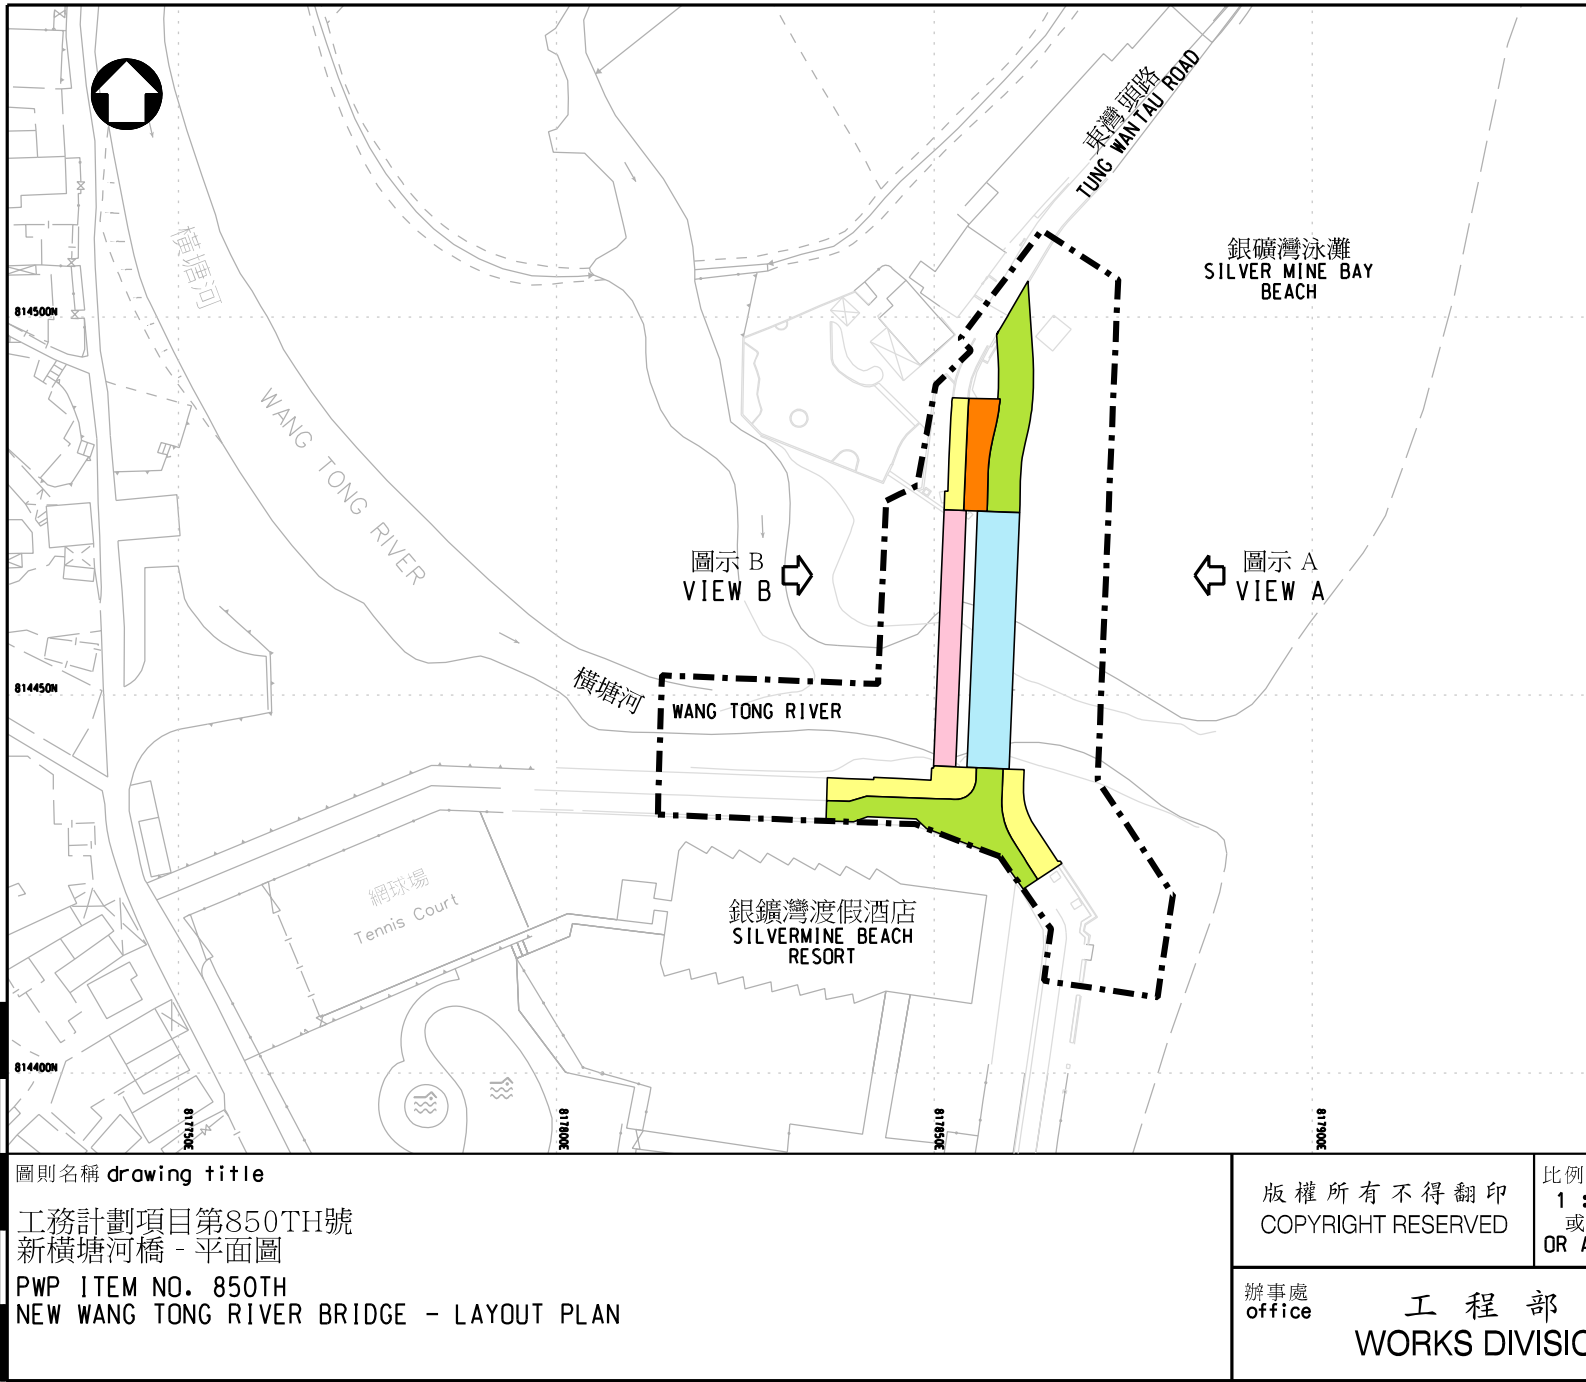 東灣頭路
TUNG WAN TAU ROAD
銀礦灣泳灘
SILVER MINE BAY
BEACH
橫塘河
814500N
WANG TONG RIVER
圖示 B
VIEW B
圖示 A
VIEW A
814450N
橫塘河
WANG TONG RIVER
網球場
Tennis Court
銀鑛灣渡假酒店
SILVERMINE BEACH
RESORT
814400N
817750E
817800E
817850E
817900E
圖則名稱 drawing title
工務計劃項目第850TH號
新橫塘河橋 - 平面圖
PWP ITEM NO. 850TH
NEW WANG TONG RIVER BRIDGE - LAYOUT PLAN
版權所有不得翻印
COPYRIGHT RESERVED
比例
1 :
或
OR A
辦事處
office
工程部
WORKS DIVISIO